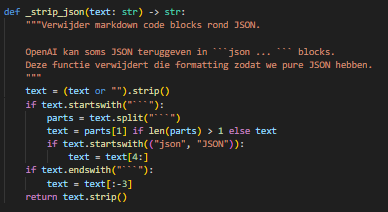 def _strip_json(text: str) -> str:
    """Verwijder markdown code blocks rond JSON.

    OpenAI kan soms JSON teruggeven in ```json ... ``` blocks.
    Deze functie verwijdert die formatting zodat we pure JSON hebben.
    """
    text = (text or "").strip()
    if text.startswith("```"):
        parts = text.split("```")
        text = parts[1] if len(parts) > 1 else text
        if text.startswith(("json", "JSON")):
            text = text[4:]
    if text.endswith("```"):
        text = text[:-3]
    return text.strip()